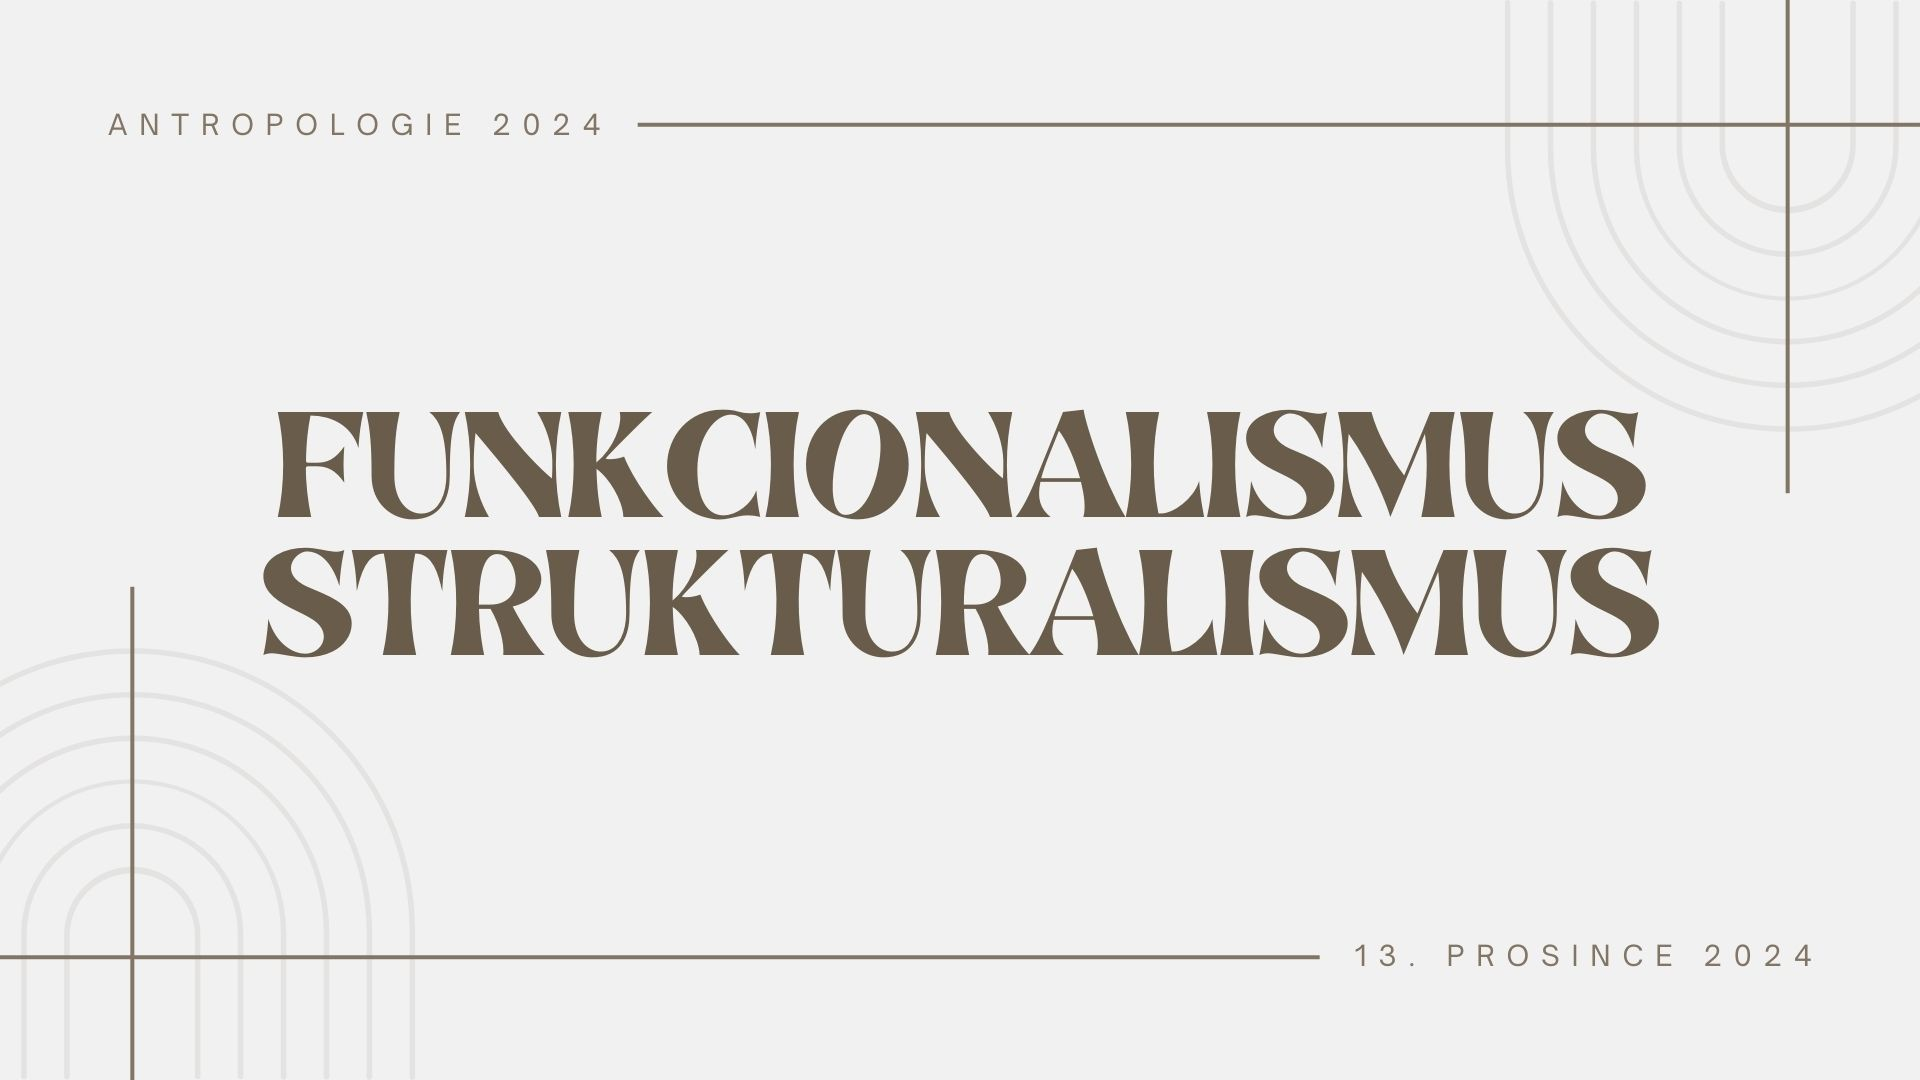 ANTROPOLOGIE 2024
FUNKCIONALISMUS
STRUKTURALISMUS
13. PROSINCE 2024